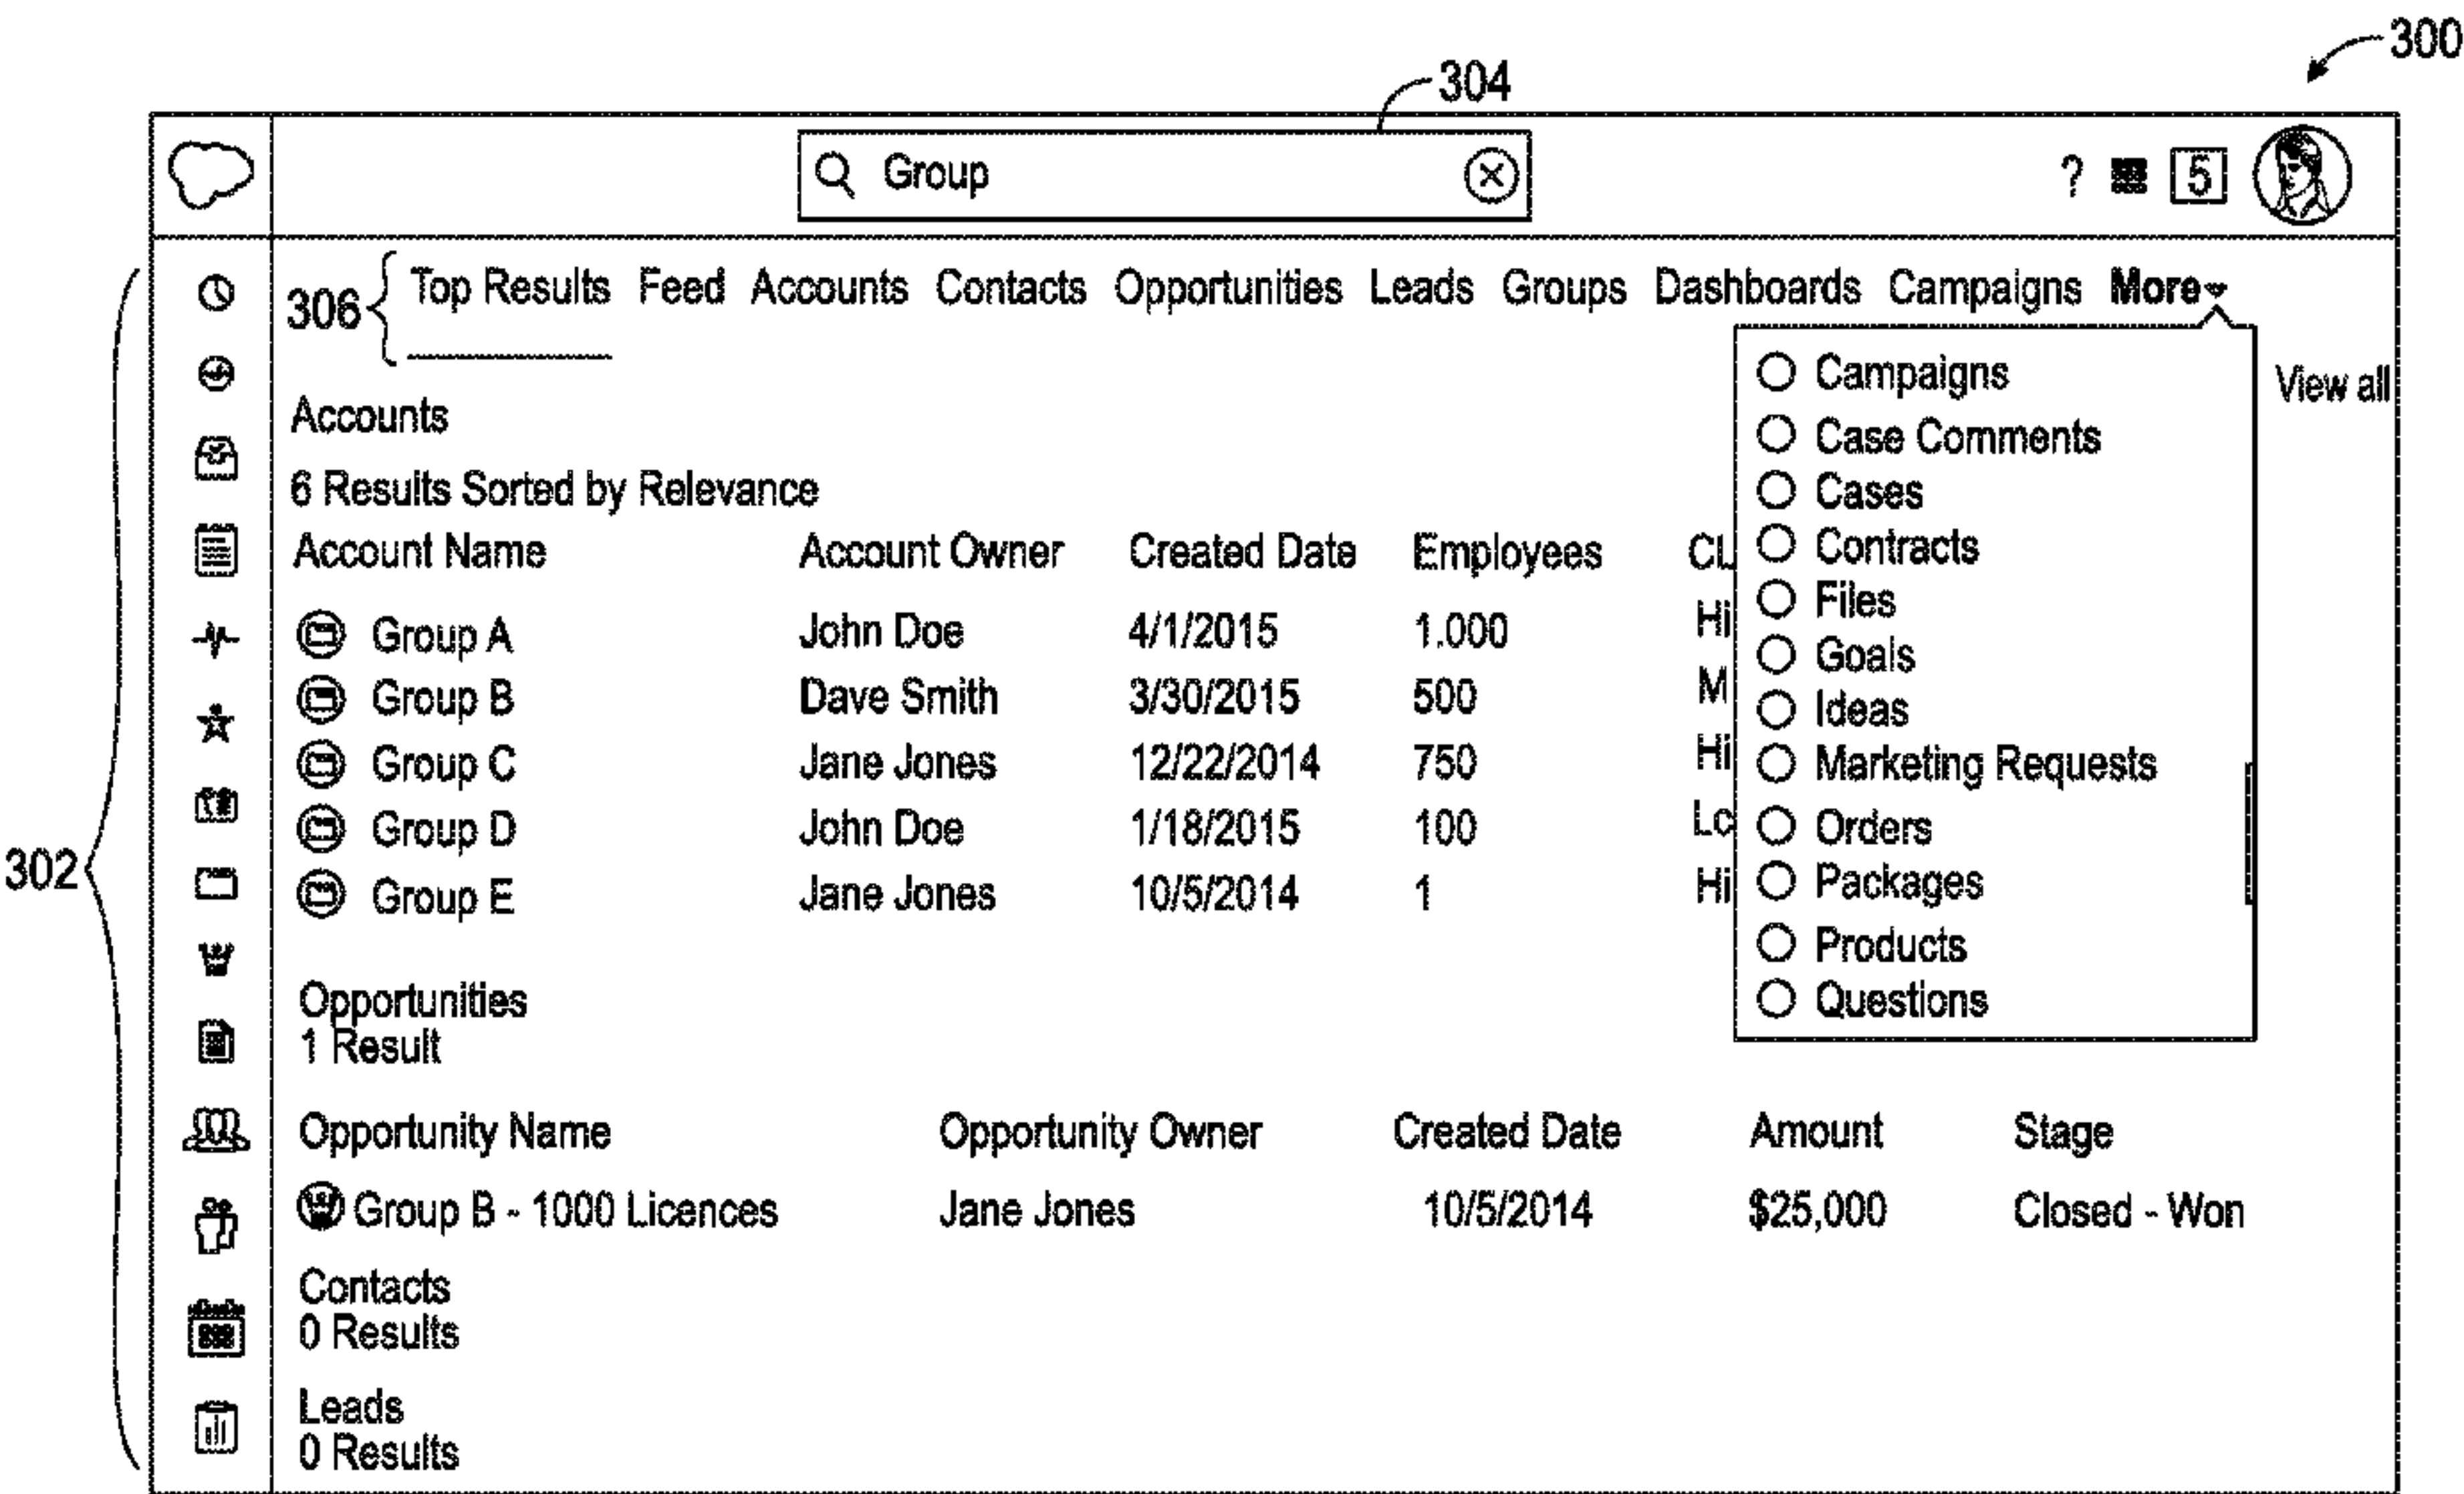 300
304
Group
? 5
306 Top Results Feed Accounts Contacts Opportunities Leads Groups Dashboards Campaigns More
View all
Campaigns
Case Comments
Cases
Contracts
Files
Goals
Ideas
Marketing Requests
Orders
Packages
Products
Questions
Accounts
6 Results Sorted by Relevance
Account Name Account Owner Created Date Employees CL
Group A John Doe 4/1/2015 1.000 Hi
Group B Dave Smith 3/30/2015 500 M
Group C Jane Jones 12/22/2014 750 Hi
Group D John Doe 1/18/2015 100 Lo
Group E Jane Jones 10/5/2014 1 Hi
302
Opportunities
1 Result
Opportunity Name Opportunity Owner Created Date Amount Stage
Group B - 1000 Licences Jane Jones 10/5/2014 $25,000 Closed - Won
Contacts
0 Results
Leads
0 Results